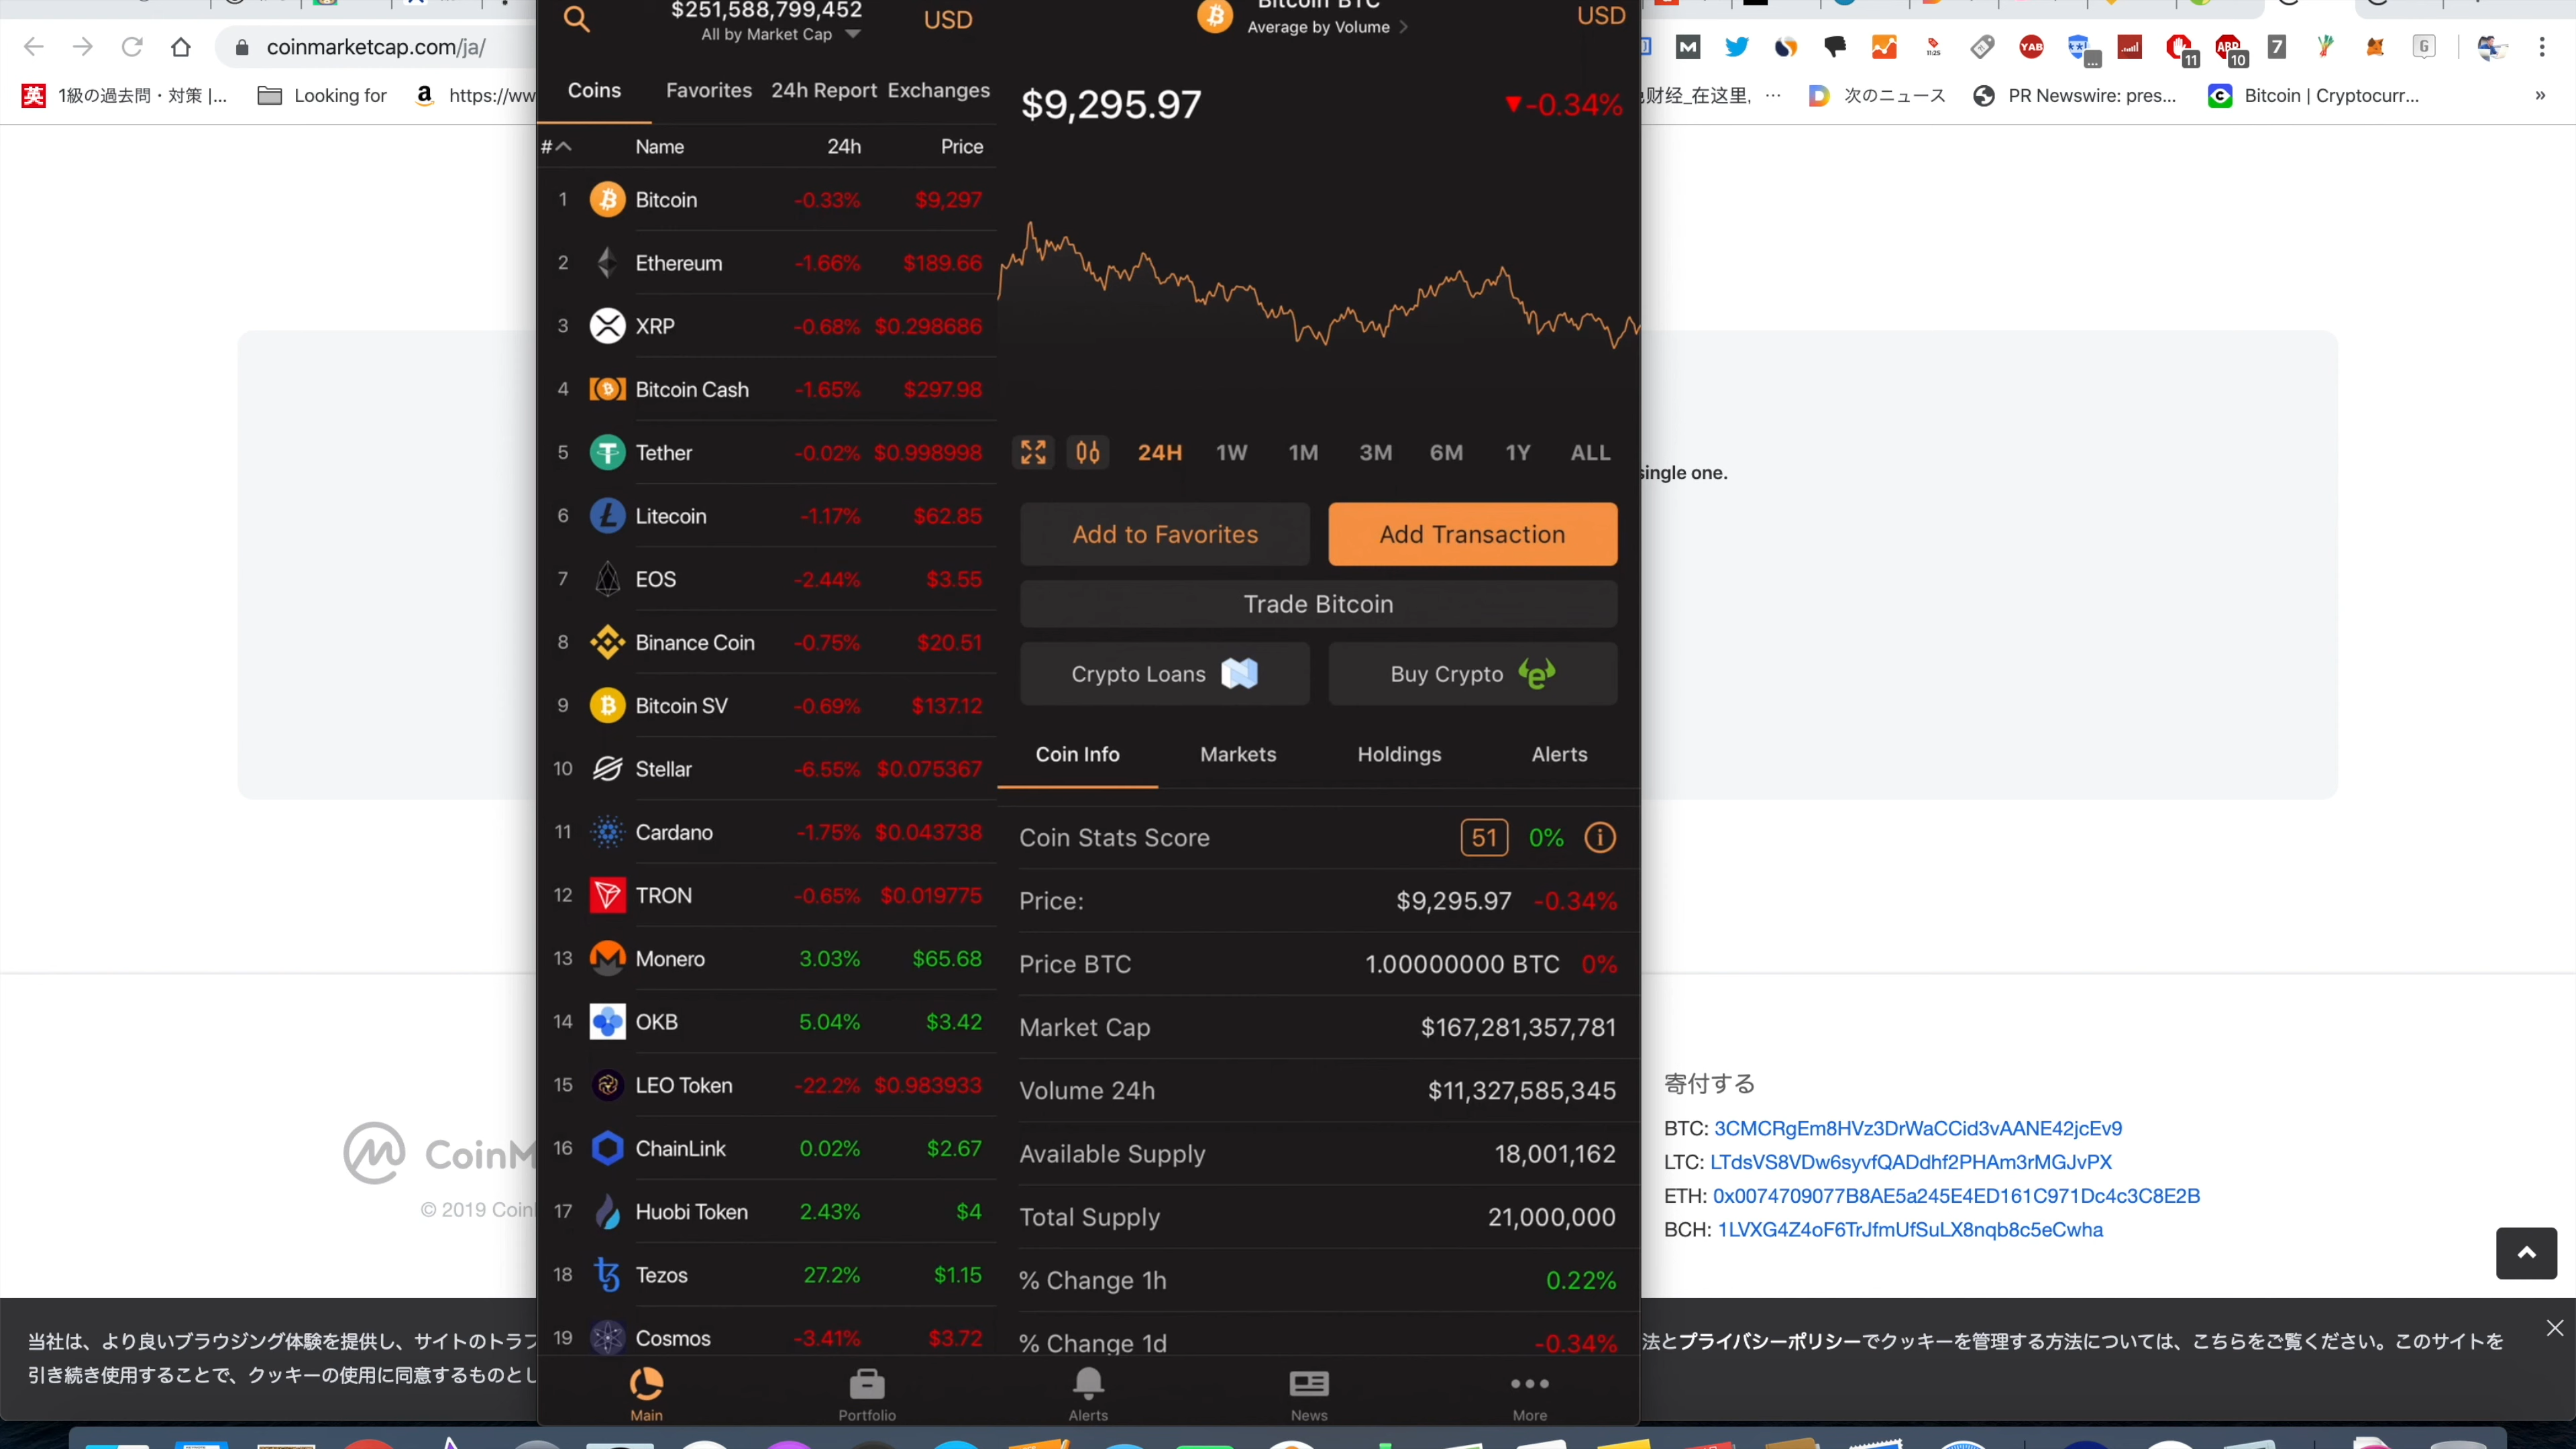 coinmarketcap.com/ja/
1級の過去問・対策 |...
Looking for
https://ww
$251,588,799,452
All by Market Cap
USD
Coins
Favorites
24h Report
Exchanges
# Name 24h Price
1 Bitcoin -0.33% $9,297
2 Ethereum -1.66% $189.66
3 XRP -0.68% $0.298686
4 Bitcoin Cash -1.65% $297.98
5 Tether -0.02% $0.998998
6 Litecoin -1.17% $62.85
7 EOS -2.44% $3.55
8 Binance Coin -0.75% $20.51
9 Bitcoin SV -0.69% $137.12
10 Stellar -6.55% $0.075367
11 Cardano -1.75% $0.043738
12 TRON -0.65% $0.019775
13 Monero 3.03% $65.68
14 OKB 5.04% $3.42
15 LEO Token -22.2% $0.983933
16 ChainLink 0.02% $2.67
17 Huobi Token 2.43% $4
18 Tezos 27.2% $1.15
19 Cosmos -3.41% $3.72
Bitcoin BTC
Average by Volume
USD
$9,295.97 -0.34%
24H 1W 1M 3M 6M 1Y ALL
Add to Favorites
Add Transaction
Trade Bitcoin
Crypto Loans
Buy Crypto
Coin Info
Markets
Holdings
Alerts
Coin Stats Score 51 0%
Price: $9,295.97 -0.34%
Price BTC 1.00000000 BTC 0%
Market Cap $167,281,357,781
Volume 24h $11,327,585,345
Available Supply 18,001,162
Total Supply 21,000,000
% Change 1h 0.22%
% Change 1d -0.34%
Main
Portfolio
Alerts
News
More
财经_在这里, ...
次のニュース
PR Newswire: pres...
Bitcoin | Cryptocurr...
11:25
YAB
11
ABP
10
7
single one.
CoinM
© 2019 Coin
寄付する
BTC: 3CMCRgEm8HVz3DrWaCCid3vAANE42jcEv9
LTC: LTdsVS8VDw6syvfQADdhf2PHAm3rMGJvPX
ETH: 0x0074709077B8AE5a245E4ED161C971Dc4c3C8E2B
BCH: 1LVXG4Z4oF6TrJfmUfSuLX8nqb8c5eCwha
当社は、より良いブラウジング体験を提供し、サイトのトラフ
法とプライバシーポリシーでクッキーを管理する方法については、こちらをご覧ください。このサイトを
引き続き使用することで、クッキーの使用に同意するものとし